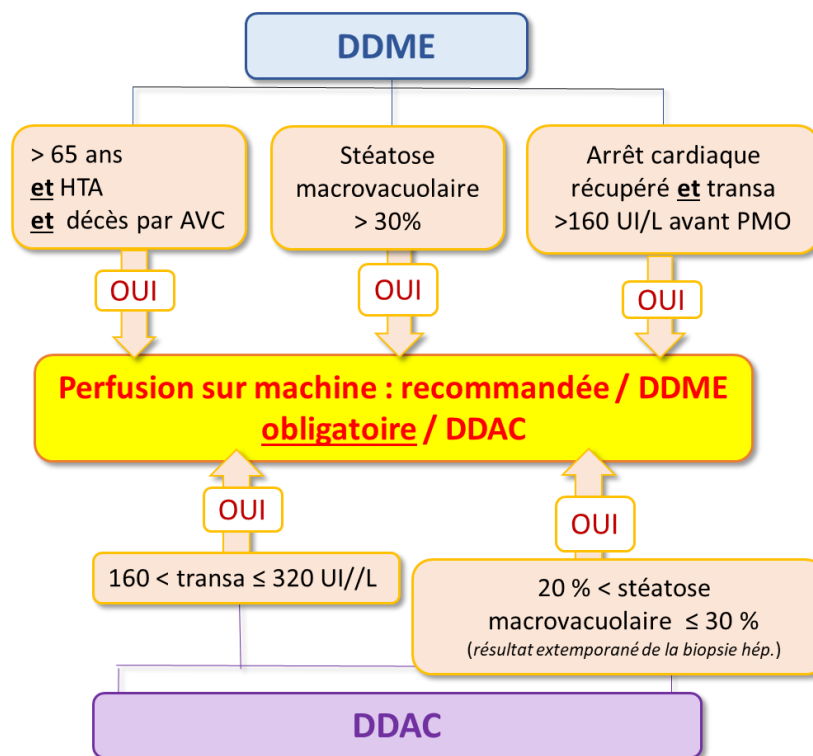 DDME
> 65 ans
et HTA
et décès par AVC
Stéatose
macrovacuolaire
> 30%
Arrêt cardiaque
récupéré et transa
>160 UI/L avant PMO
OUI
OUI
OUI
Perfusion sur machine : recommandée / DDME
obligatoire / DDAC
OUI
OUI
160 < transa ≤ 320 UI//L
20 % < stéatose
macrovacuolaire ≤ 30 %
(résultat extemporané de la biopsie hép.)
DDAC